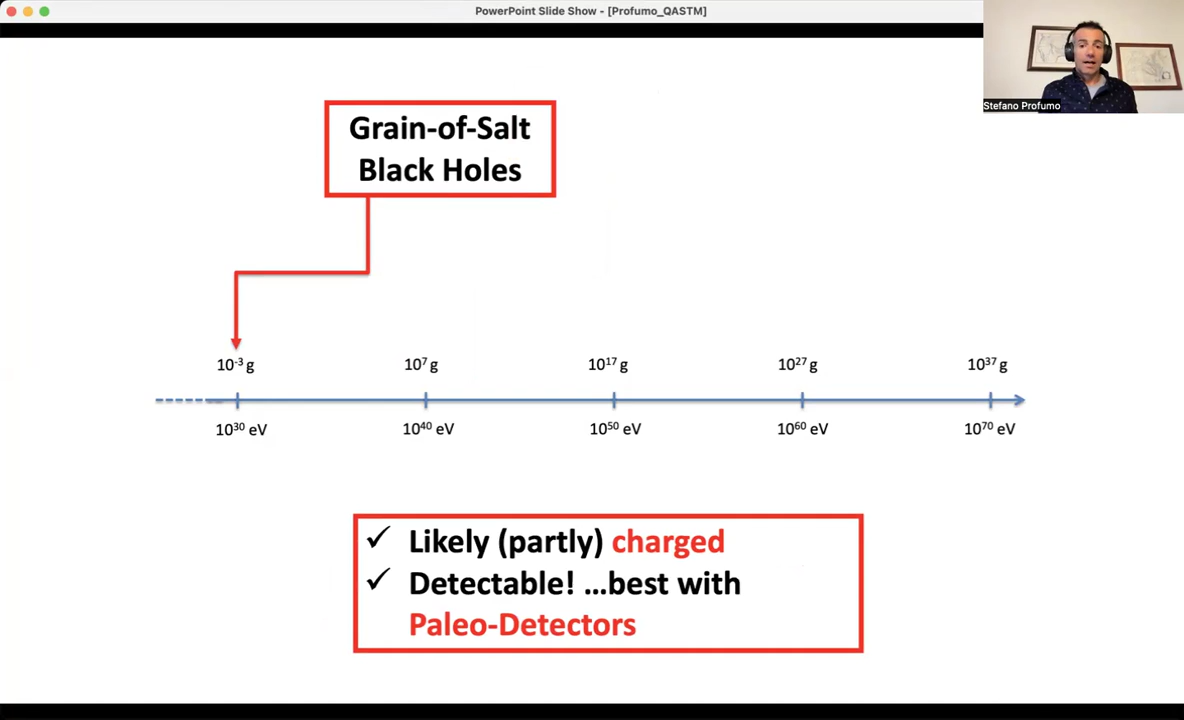 PowerPoint Slide Show - [Profumo_QASTM]
Stefano Profumo
Grain-of-Salt
Black Holes
10⁻³ g 10⁷ g 10¹⁷ g 10²⁷ g 10³⁷ g
10³⁰ eV 10⁴⁰ eV 10⁵⁰ eV 10⁶⁰ eV 10⁷⁰ eV
✓ Likely (partly) charged
✓ Detectable! ...best with
Paleo-Detectors